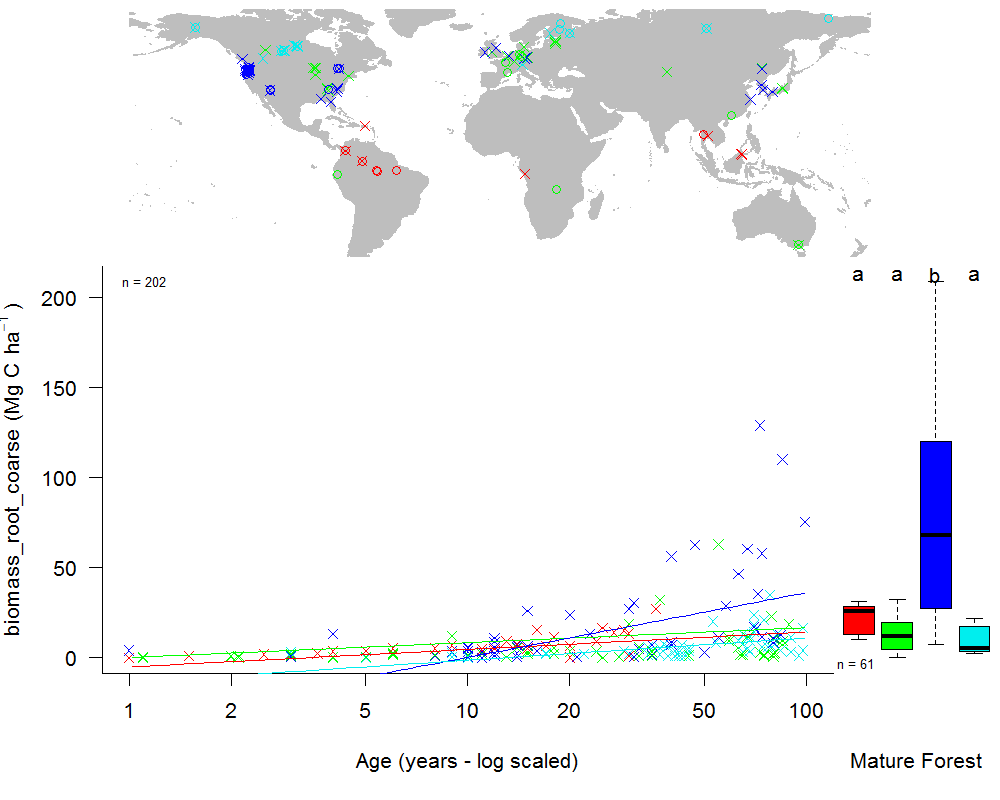 a a b a
n = 202
200
150
100
50
0
biomass_root_coarse (Mg C ha⁻¹)
n = 61
1 2 5 10 20 50 100
Age (years - log scaled) Mature Forest